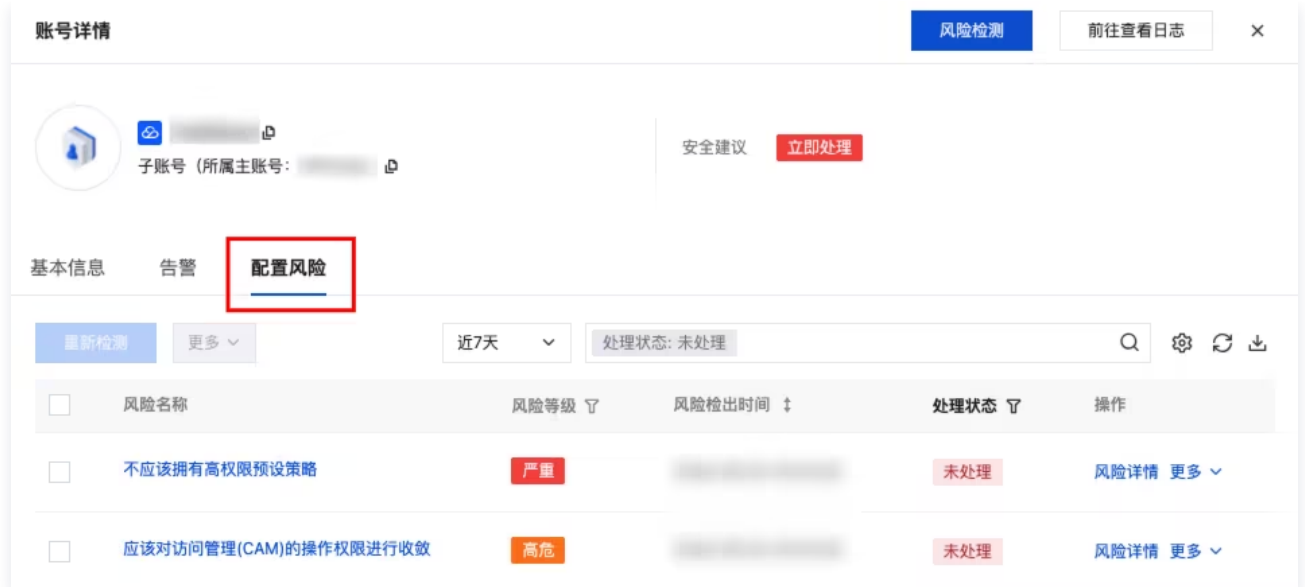 账号详情 风险检测 前往查看日志
子账号（所属主账号：
安全建议 立即处理
基本信息 告警 配置风险
重新检测 更多 近7天 处理状态: 未处理
风险名称 风险等级 风险检出时间 处理状态 操作
不应该拥有高权限预设策略 严重 未处理 风险详情 更多
应该对访问管理(CAM)的操作权限进行收敛 高危 未处理 风险详情 更多